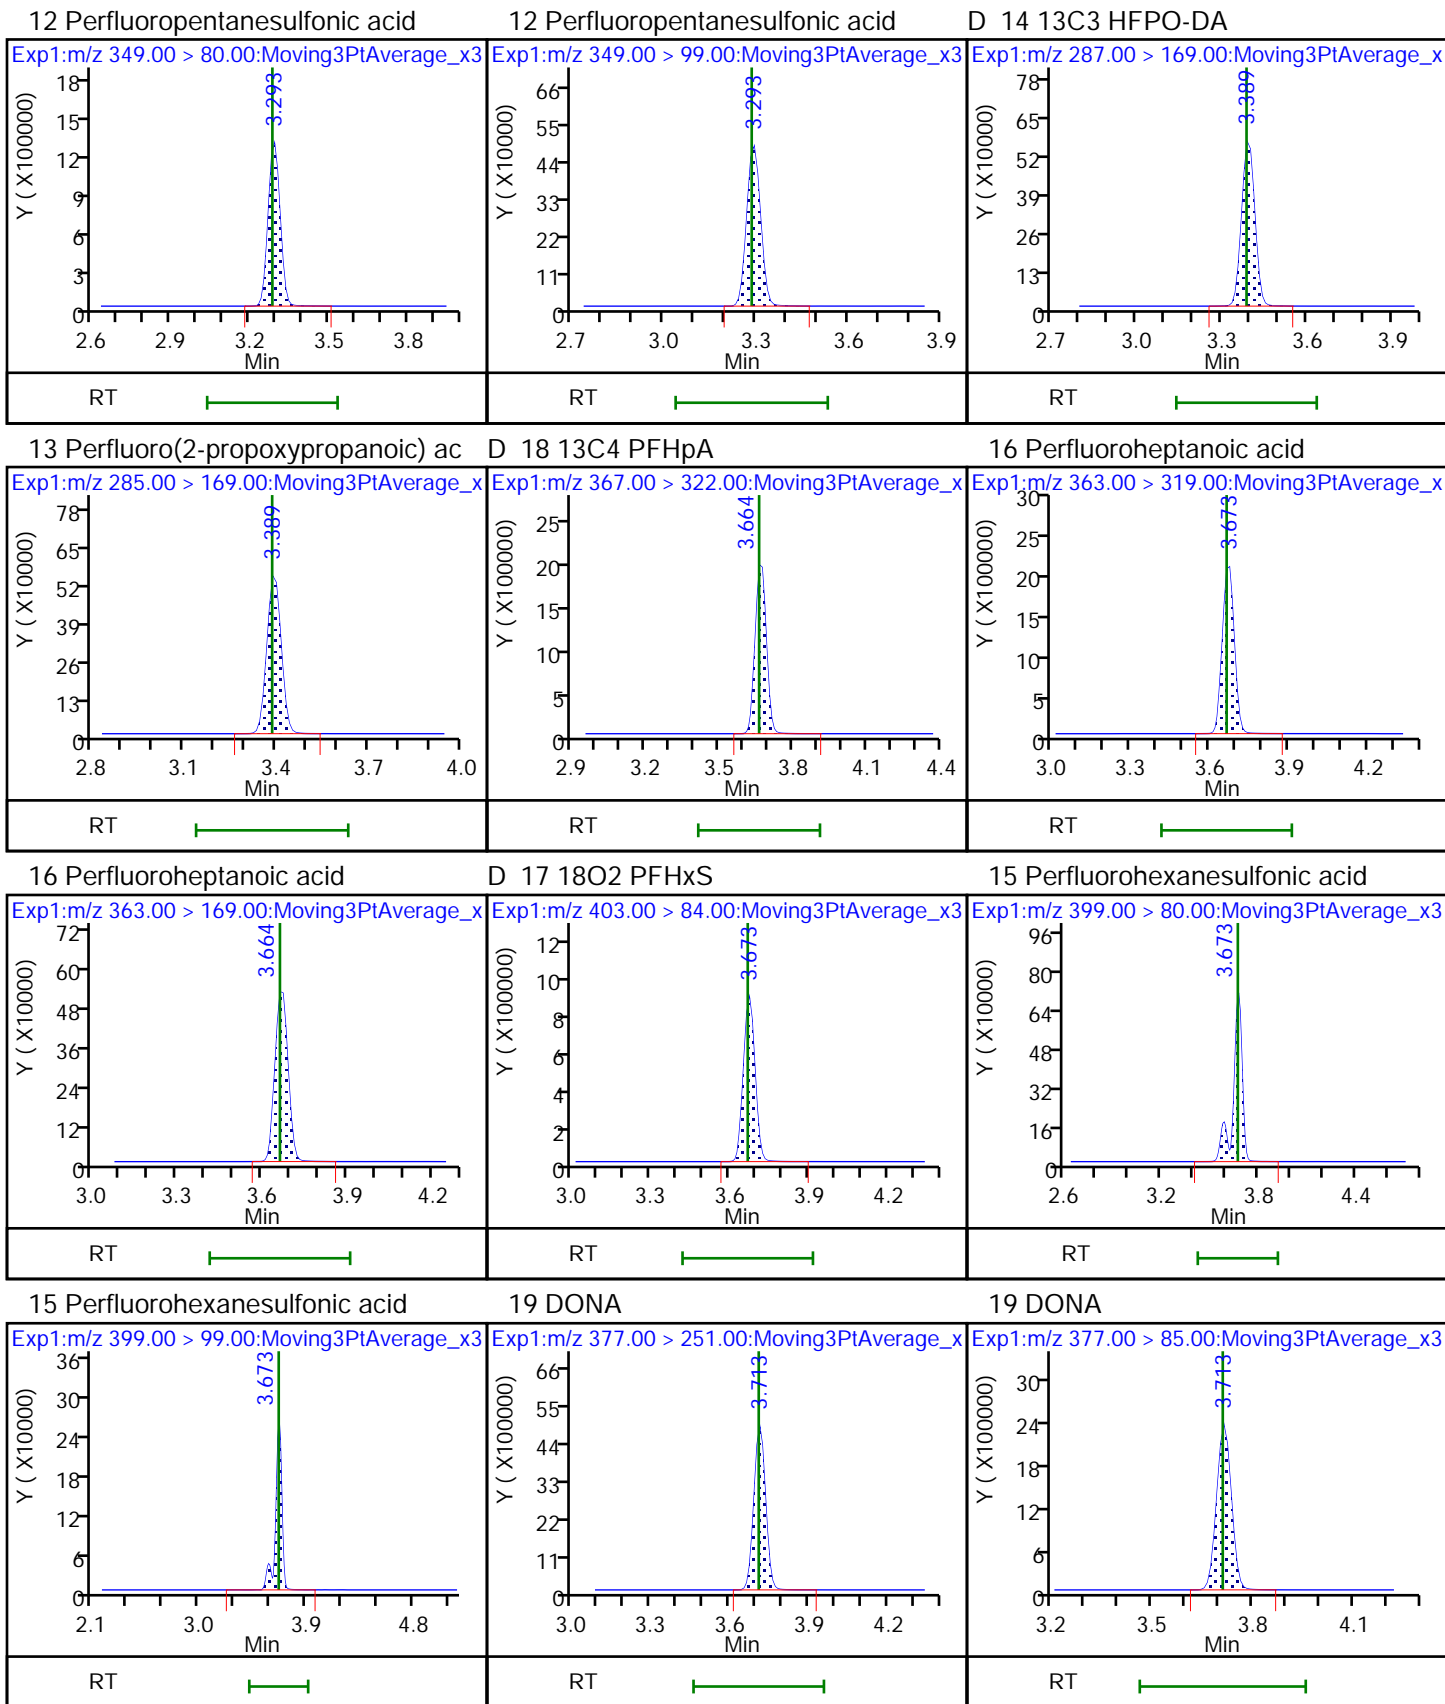 12 Perfluoropentanesulfonic acid
Exp1:m/z 349.00 > 80.00:Moving3PtAverage_x3
Y ( X100000)
18
15
12
9
6
3
0
3.293
2.6 2.9 3.2 3.5 3.8
Min
RT
12 Perfluoropentanesulfonic acid
Exp1:m/z 349.00 > 99.00:Moving3PtAverage_x3
Y ( X10000)
66
55
44
33
22
11
0
3.293
2.7 3.0 3.3 3.6 3.9
Min
RT
D 14 13C3 HFPO-DA
Exp1:m/z 287.00 > 169.00:Moving3PtAverage_x
Y ( X10000)
78
65
52
39
26
13
0
3.389
2.7 3.0 3.3 3.6 3.9
Min
RT
13 Perfluoro(2-propoxypropanoic) ac
Exp1:m/z 285.00 > 169.00:Moving3PtAverage_x
Y ( X10000)
78
65
52
39
26
13
0
3.389
2.8 3.1 3.4 3.7 4.0
Min
RT
D 18 13C4 PFHpA
Exp1:m/z 367.00 > 322.00:Moving3PtAverage_x
Y ( X100000)
25
20
15
10
5
0
3.664
2.9 3.2 3.5 3.8 4.1 4.4
Min
RT
16 Perfluoroheptanoic acid
Exp1:m/z 363.00 > 319.00:Moving3PtAverage_x
Y ( X100000)
30
25
20
15
10
5
0
3.673
3.0 3.3 3.6 3.9 4.2
Min
RT
16 Perfluoroheptanoic acid
Exp1:m/z 363.00 > 169.00:Moving3PtAverage_x
Y ( X10000)
72
60
48
36
24
12
0
3.664
3.0 3.3 3.6 3.9 4.2
Min
RT
D 17 18O2 PFHxS
Exp1:m/z 403.00 > 84.00:Moving3PtAverage_x3
Y ( X100000)
12
10
8
6
4
2
0
3.673
3.0 3.3 3.6 3.9 4.2
Min
RT
15 Perfluorohexanesulfonic acid
Exp1:m/z 399.00 > 80.00:Moving3PtAverage_x3
Y ( X10000)
96
80
64
48
32
16
0
3.673
2.6 3.2 3.8 4.4
Min
RT
15 Perfluorohexanesulfonic acid
Exp1:m/z 399.00 > 99.00:Moving3PtAverage_x3
Y ( X10000)
36
30
24
18
12
6
0
3.673
2.1 3.0 3.9 4.8
Min
RT
19 DONA
Exp1:m/z 377.00 > 251.00:Moving3PtAverage_x
Y ( X100000)
66
55
44
33
22
11
0
3.713
3.0 3.3 3.6 3.9 4.2
Min
RT
19 DONA
Exp1:m/z 377.00 > 85.00:Moving3PtAverage_x3
Y ( X100000)
30
24
18
12
6
0
3.713
3.2 3.5 3.8 4.1
Min
RT